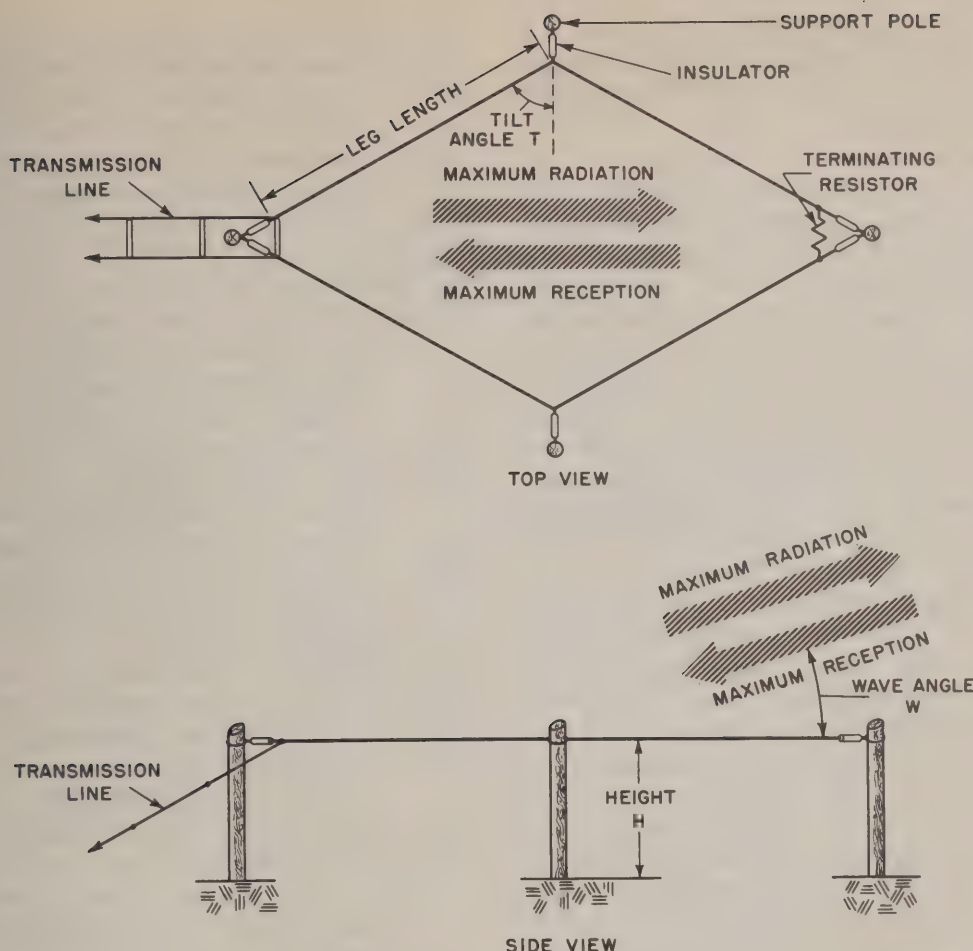 SUPPORT POLE
INSULATOR
LEG LENGTH
TILT
ANGLE T
TRANSMISSION
LINE
MAXIMUM RADIATION
TERMINATING
RESISTOR
MAXIMUM RECEPTION
TOP VIEW
MAXIMUM RADIATION
MAXIMUM RECEPTION
WAVE ANGLE
W
TRANSMISSION
LINE
HEIGHT
H
SIDE VIEW